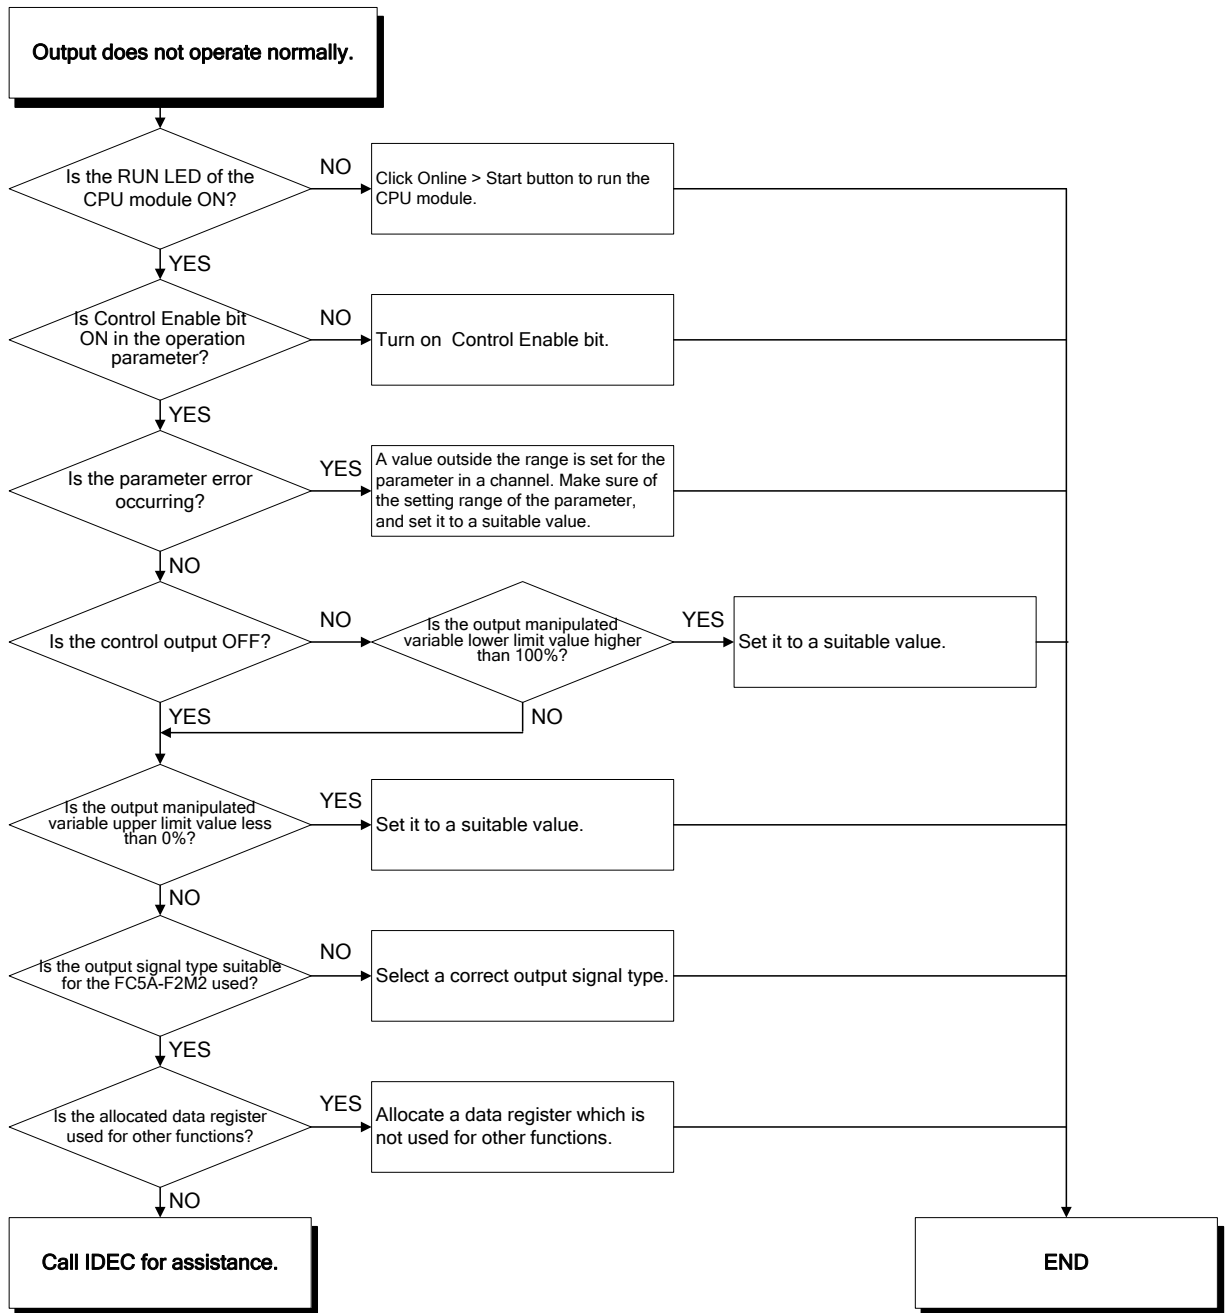 Output does not operate normally.
Is the RUN LED of the
CPU module ON?
NO
Click Online > Start button to run the
CPU module.
YES
Is Control Enable bit
ON in the operation
parameter?
NO
Turn on  Control Enable bit.
YES
Is the parameter error
occurring?
YES
A value outside the range is set for the
parameter in a channel. Make sure of
the setting range of the parameter,
and set it to a suitable value.
NO
Is the control output OFF?
NO
Is the output manipulated
variable lower limit value higher
than 100%?
YES
Set it to a suitable value.
YES
NO
Is the output manipulated
variable upper limit value less
than 0%?
YES
Set it to a suitable value.
NO
Is the output signal type suitable
for the FC5A-F2M2 used?
NO
Select a correct output signal type.
YES
Is the allocated data register
used for other functions?
YES
Allocate a data register which is
not used for other functions.
NO
Call IDEC for assistance.
END